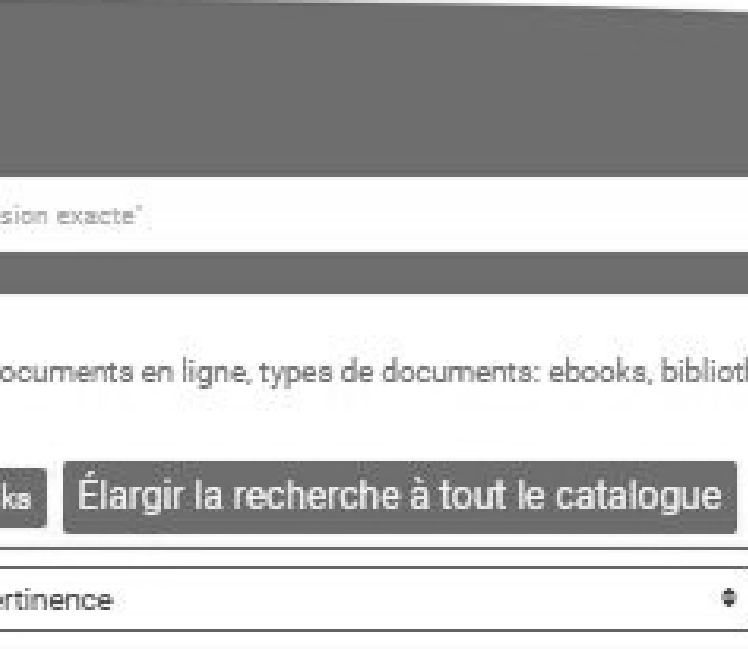 sion exacte"
ocuments en ligne, types de documents: ebooks, bibliot
ks Élargir la recherche à tout le catalogue
ertinence